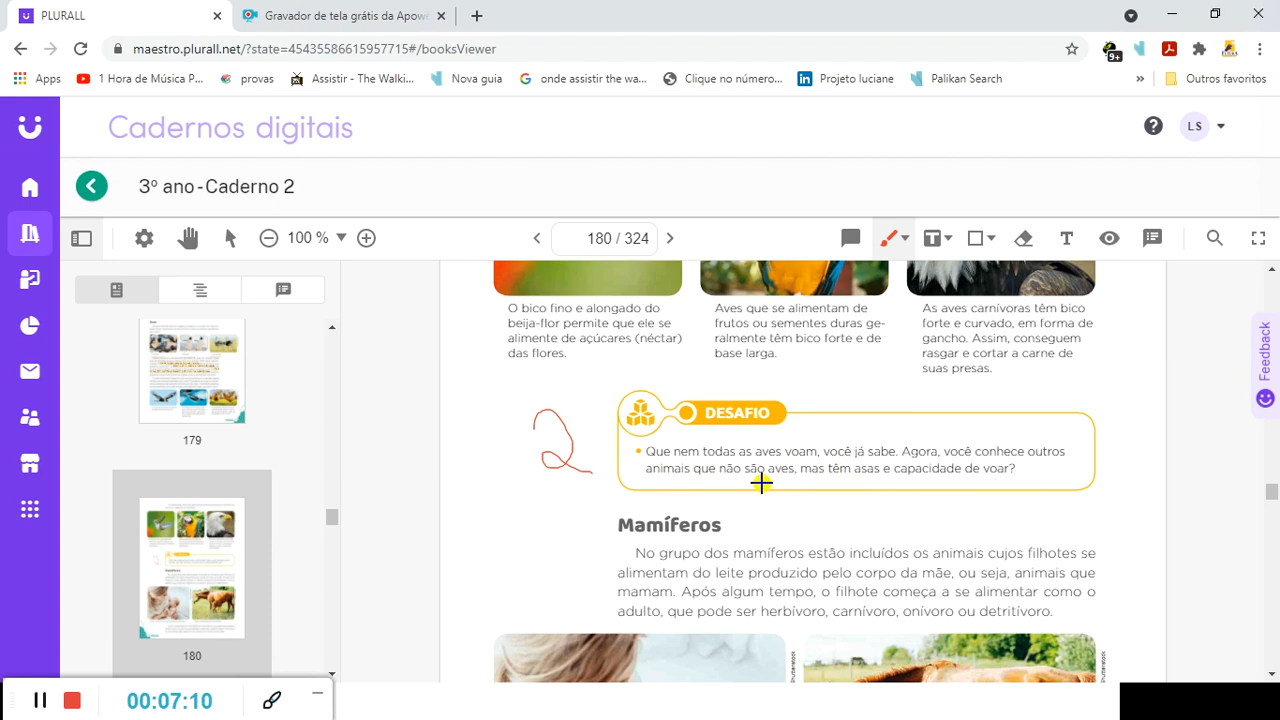 PLURALL
Gravador de tela grátis da Apowe
maestro.plurall.net/?state=45435586615957715#/booksViewer
9+
Apps
1 Hora de Música P...
provas
Assistir - The Walki...
Nova guia
onde assistir the wa...
Clique no número...
Projeto luciane
Palikan Search
»
Outros favoritos
Cadernos digitais
LS
3º ano - Caderno 2
100 %
180 / 324
O bico fino e alongado do
beija-flor permite que ele se
alimente de açúcares (néctar)
das flores.
Aves que se alimentam de
frutos ou sementes duras ge-
ralmente têm bico forte e de
base larga.
As aves carnívoras têm bico
forte e curvado, em forma de
gancho. Assim, conseguem
rasgar e cortar a carne de
suas presas.
Feedback
179
2
DESAFIO
• Que nem todas as aves voam, você já sabe. Agora, você conhece outros
animais que não são aves, mas têm asas e capacidade de voar?
Mamíferos
No grupo dos mamíferos estão incluídos os animais cujos filhotes se
alimentam do leite produzido pelo corpo da mãe, ou seja, animais que
mamam. Após algum tempo, o filhote começa a se alimentar como o
adulto, que pode ser herbívoro, carnívoro, onívoro ou detritívoro.
180
Shutterstock
Shutterstock
00:07:10